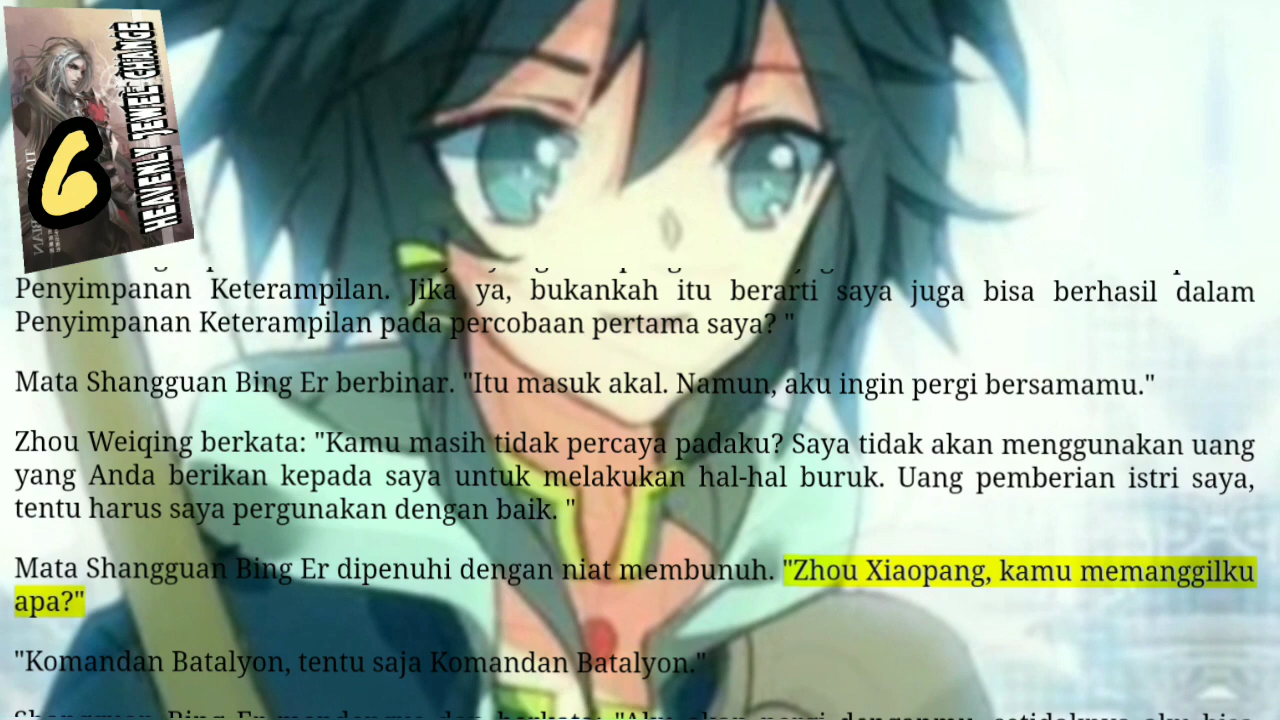 6
HEAVENLY JEWEL CHANGE
Penyimpanan Keterampilan. Jika ya, bukankah itu berarti saya juga bisa berhasil dalam
Penyimpanan Keterampilan pada percobaan pertama saya? "
Mata Shangguan Bing Er berbinar. "Itu masuk akal. Namun, aku ingin pergi bersamamu."
Zhou Weiqing berkata: "Kamu masih tidak percaya padaku? Saya tidak akan menggunakan uang
yang Anda berikan kepada saya untuk melakukan hal-hal buruk. Uang pemberian istri saya,
tentu harus saya pergunakan dengan baik. "
Mata Shangguan Bing Er dipenuhi dengan niat membunuh. "Zhou Xiaopang, kamu memanggilku
apa?"
"Komandan Batalyon, tentu saja Komandan Batalyon."